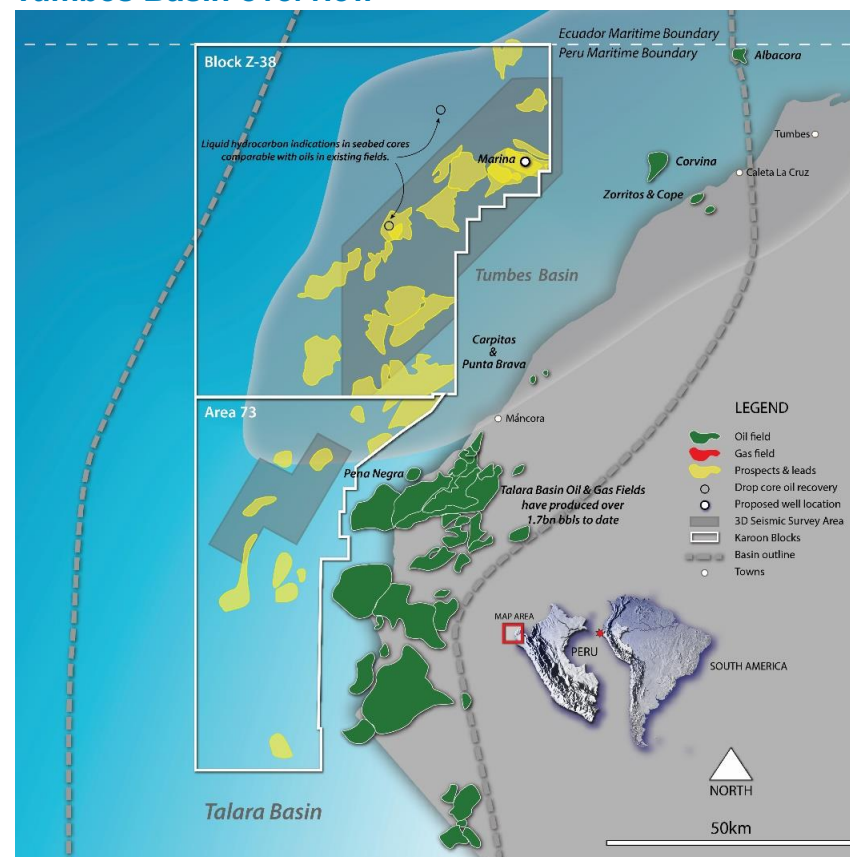 Tumbes Basin overview
Ecuador Maritime Boundary
Peru Maritime Boundary
Block Z-38
Albacora
Liquid hydrocarbon indications in seabed cores
comparable with oils in existing fields.
Tumbes
Marina
Corvina
Caleta La Cruz
Zorritos & Cope
Tumbes Basin
Carpitas
&
Punta Brava
Area 73
Máncora
LEGEND
Oil field
Gas field
Prospects & leads
Drop core oil recovery
Proposed well location
3D Seismic Survey Area
Karoon Blocks
Basin outline
Towns
Pena Negra
Talara Basin Oil & Gas Fields
have produced over
1.7bn bbls to date
MAP AREA
PERU
SOUTH AMERICA
NORTH
Talara Basin
50km